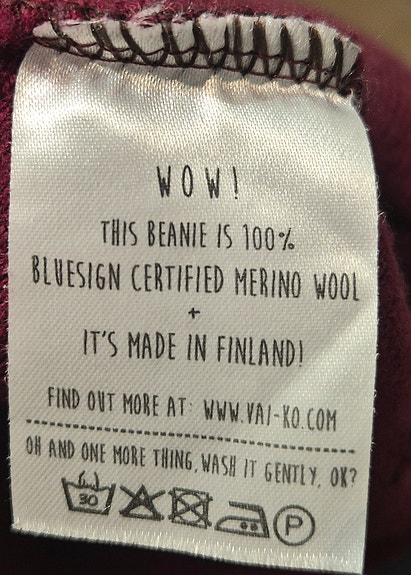 WOW!
THIS BEANIE IS 100%
BLUESIGN CERTIFIED MERINO WOOL
+
IT'S MADE IN FINLAND!
FIND OUT MORE AT: WWW.VAI-KO.COM
OH AND ONE MORE THING, WASH IT GENTLY, OK?
30 P